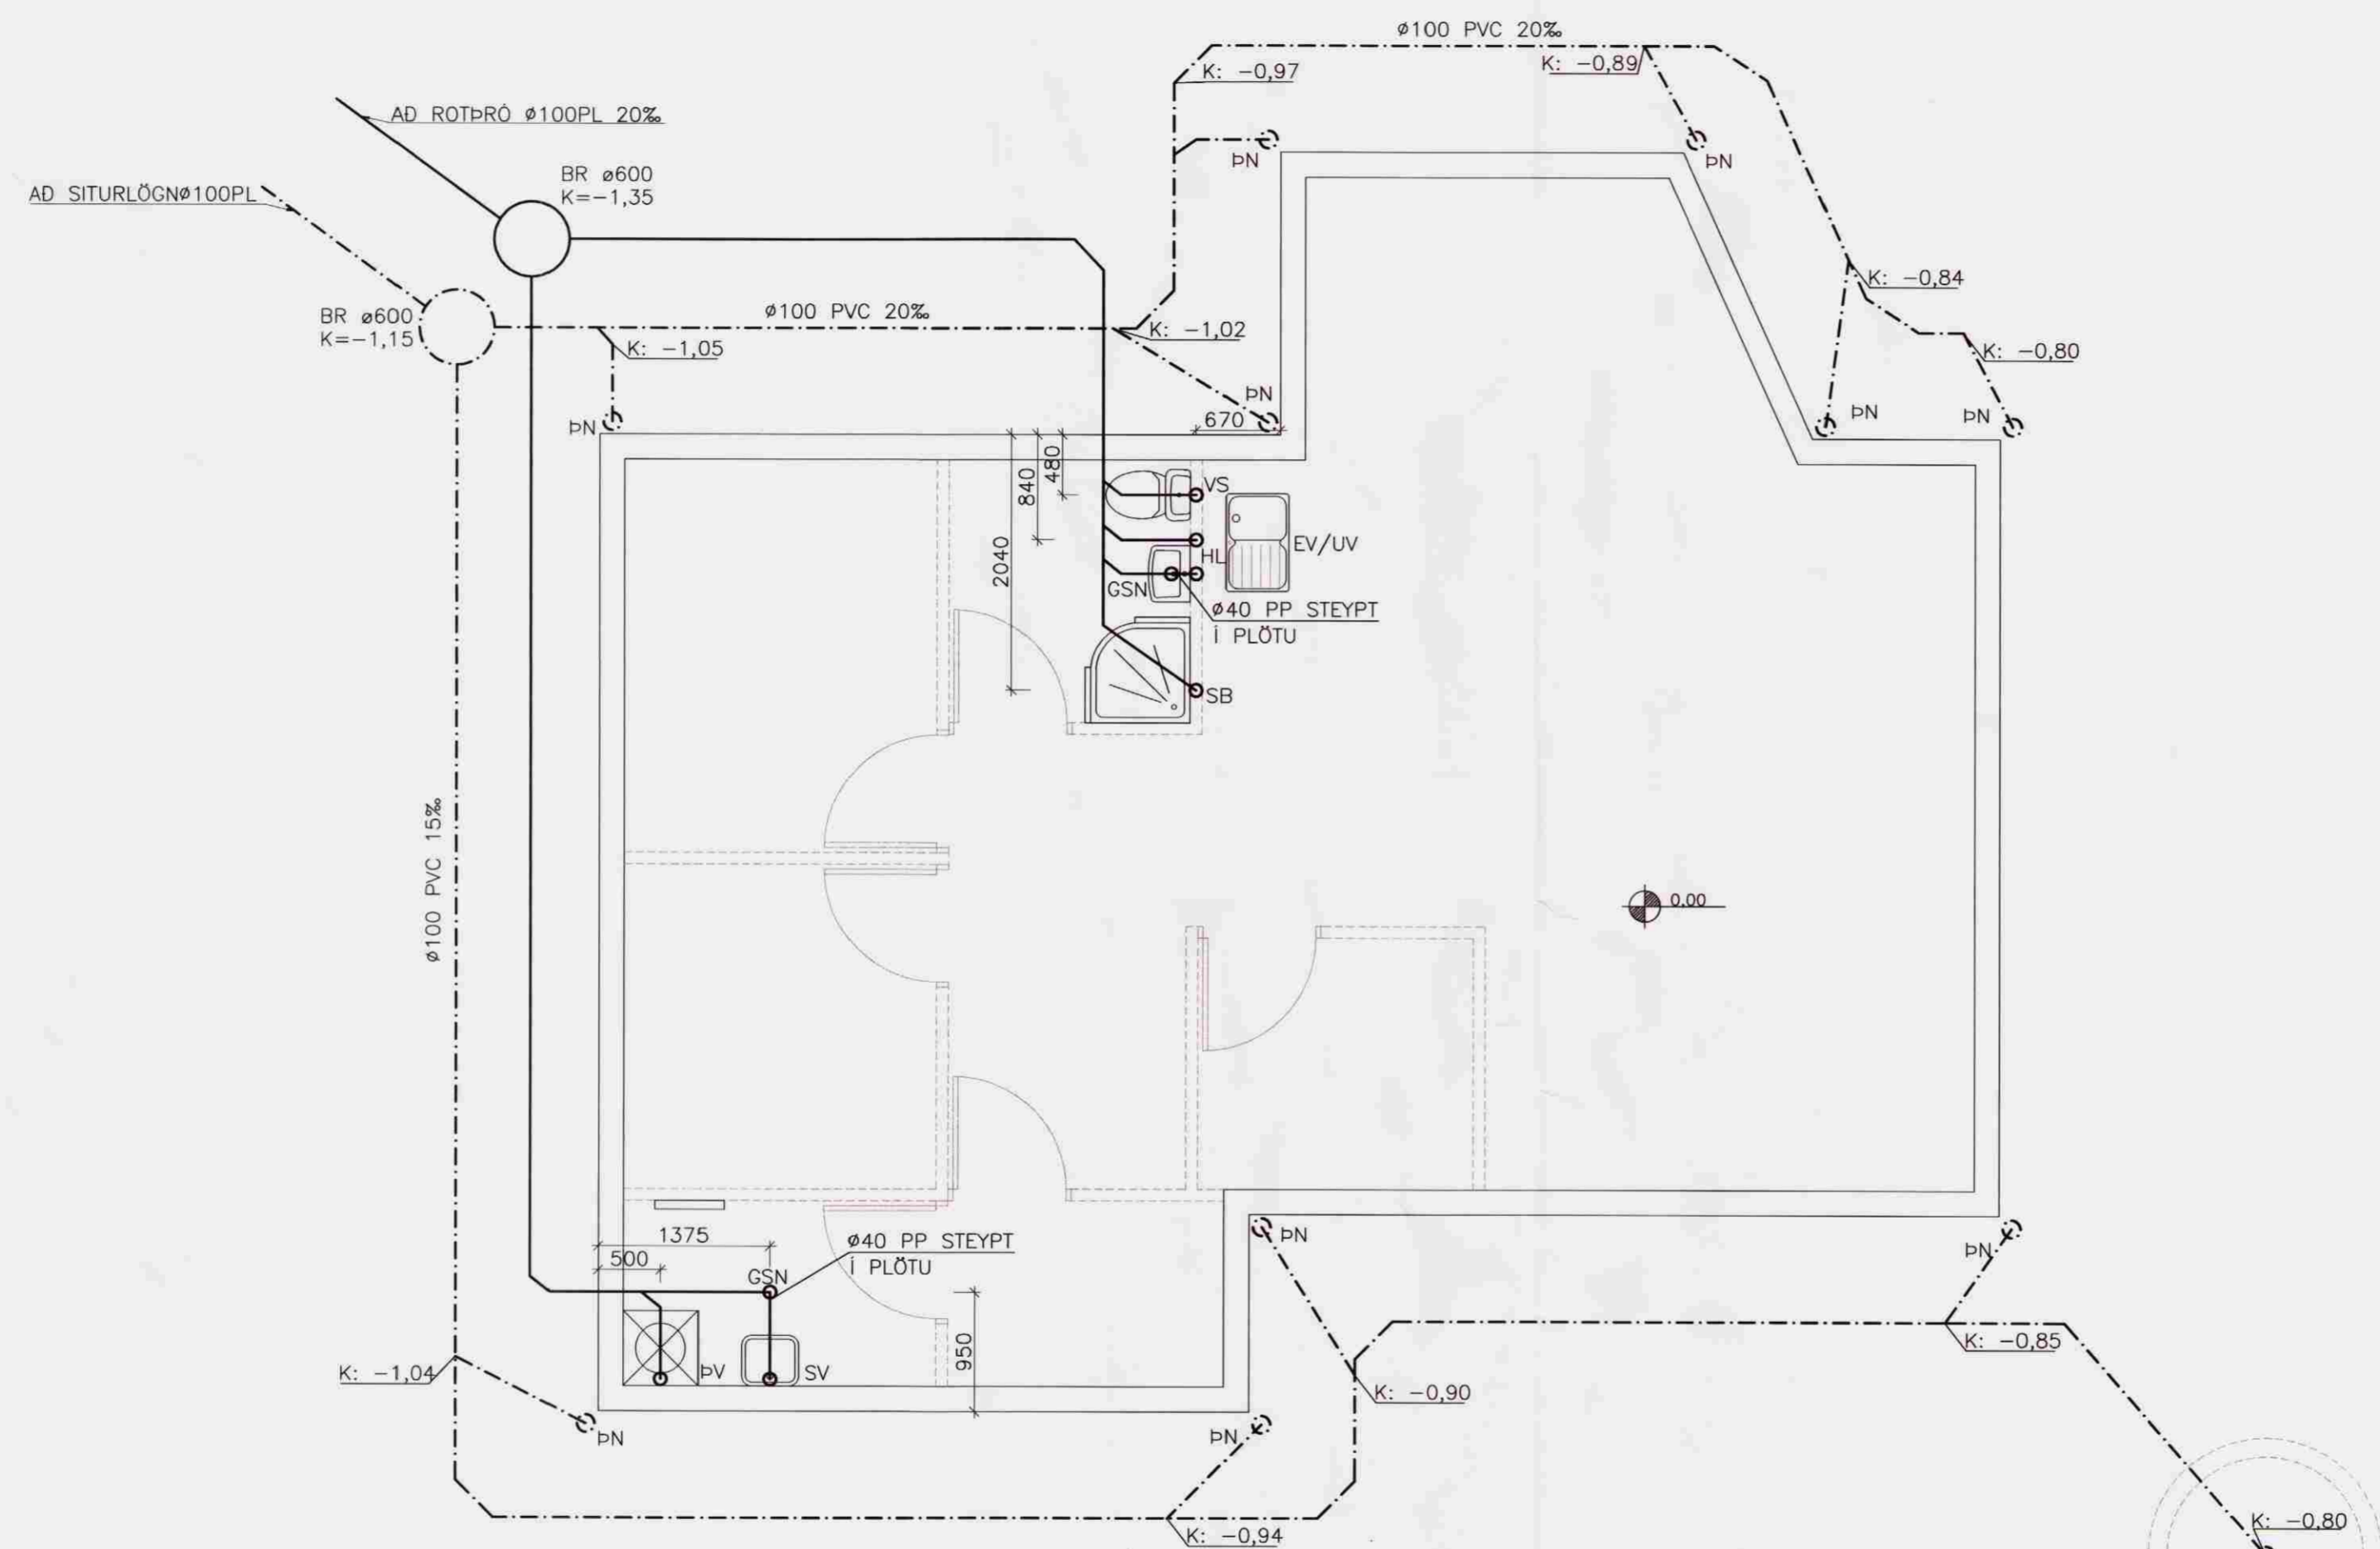 ø100 PVC 20‰
K: -0,97
K: -0,89
AÐ ROTÞRÓ ø100PL 20‰
ÞN
ÞN
BR ø600
K=-1,35
AÐ SITURLÖGNø100PL
K: -0,84
BR ø600
K=-1,15
ø100 PVC 20‰
K: -1,02
K: -1,05
K: -0,80
ÞN
670
ÞN
ÞN
ÞN
480
840
2040
VS
HL
EV/UV
GSN
ø40 PP STEYPT
Í PLÖTU
SB
ø100 PVC 15‰
0,00
1375
500
GSN
ø40 PP STEYPT
Í PLÖTU
ÞN
ÞN
950
K: -0,85
K: -1,04
ÞV
SV
K: -0,90
ÞN
ÞN
K: -0,94
K: -0,80